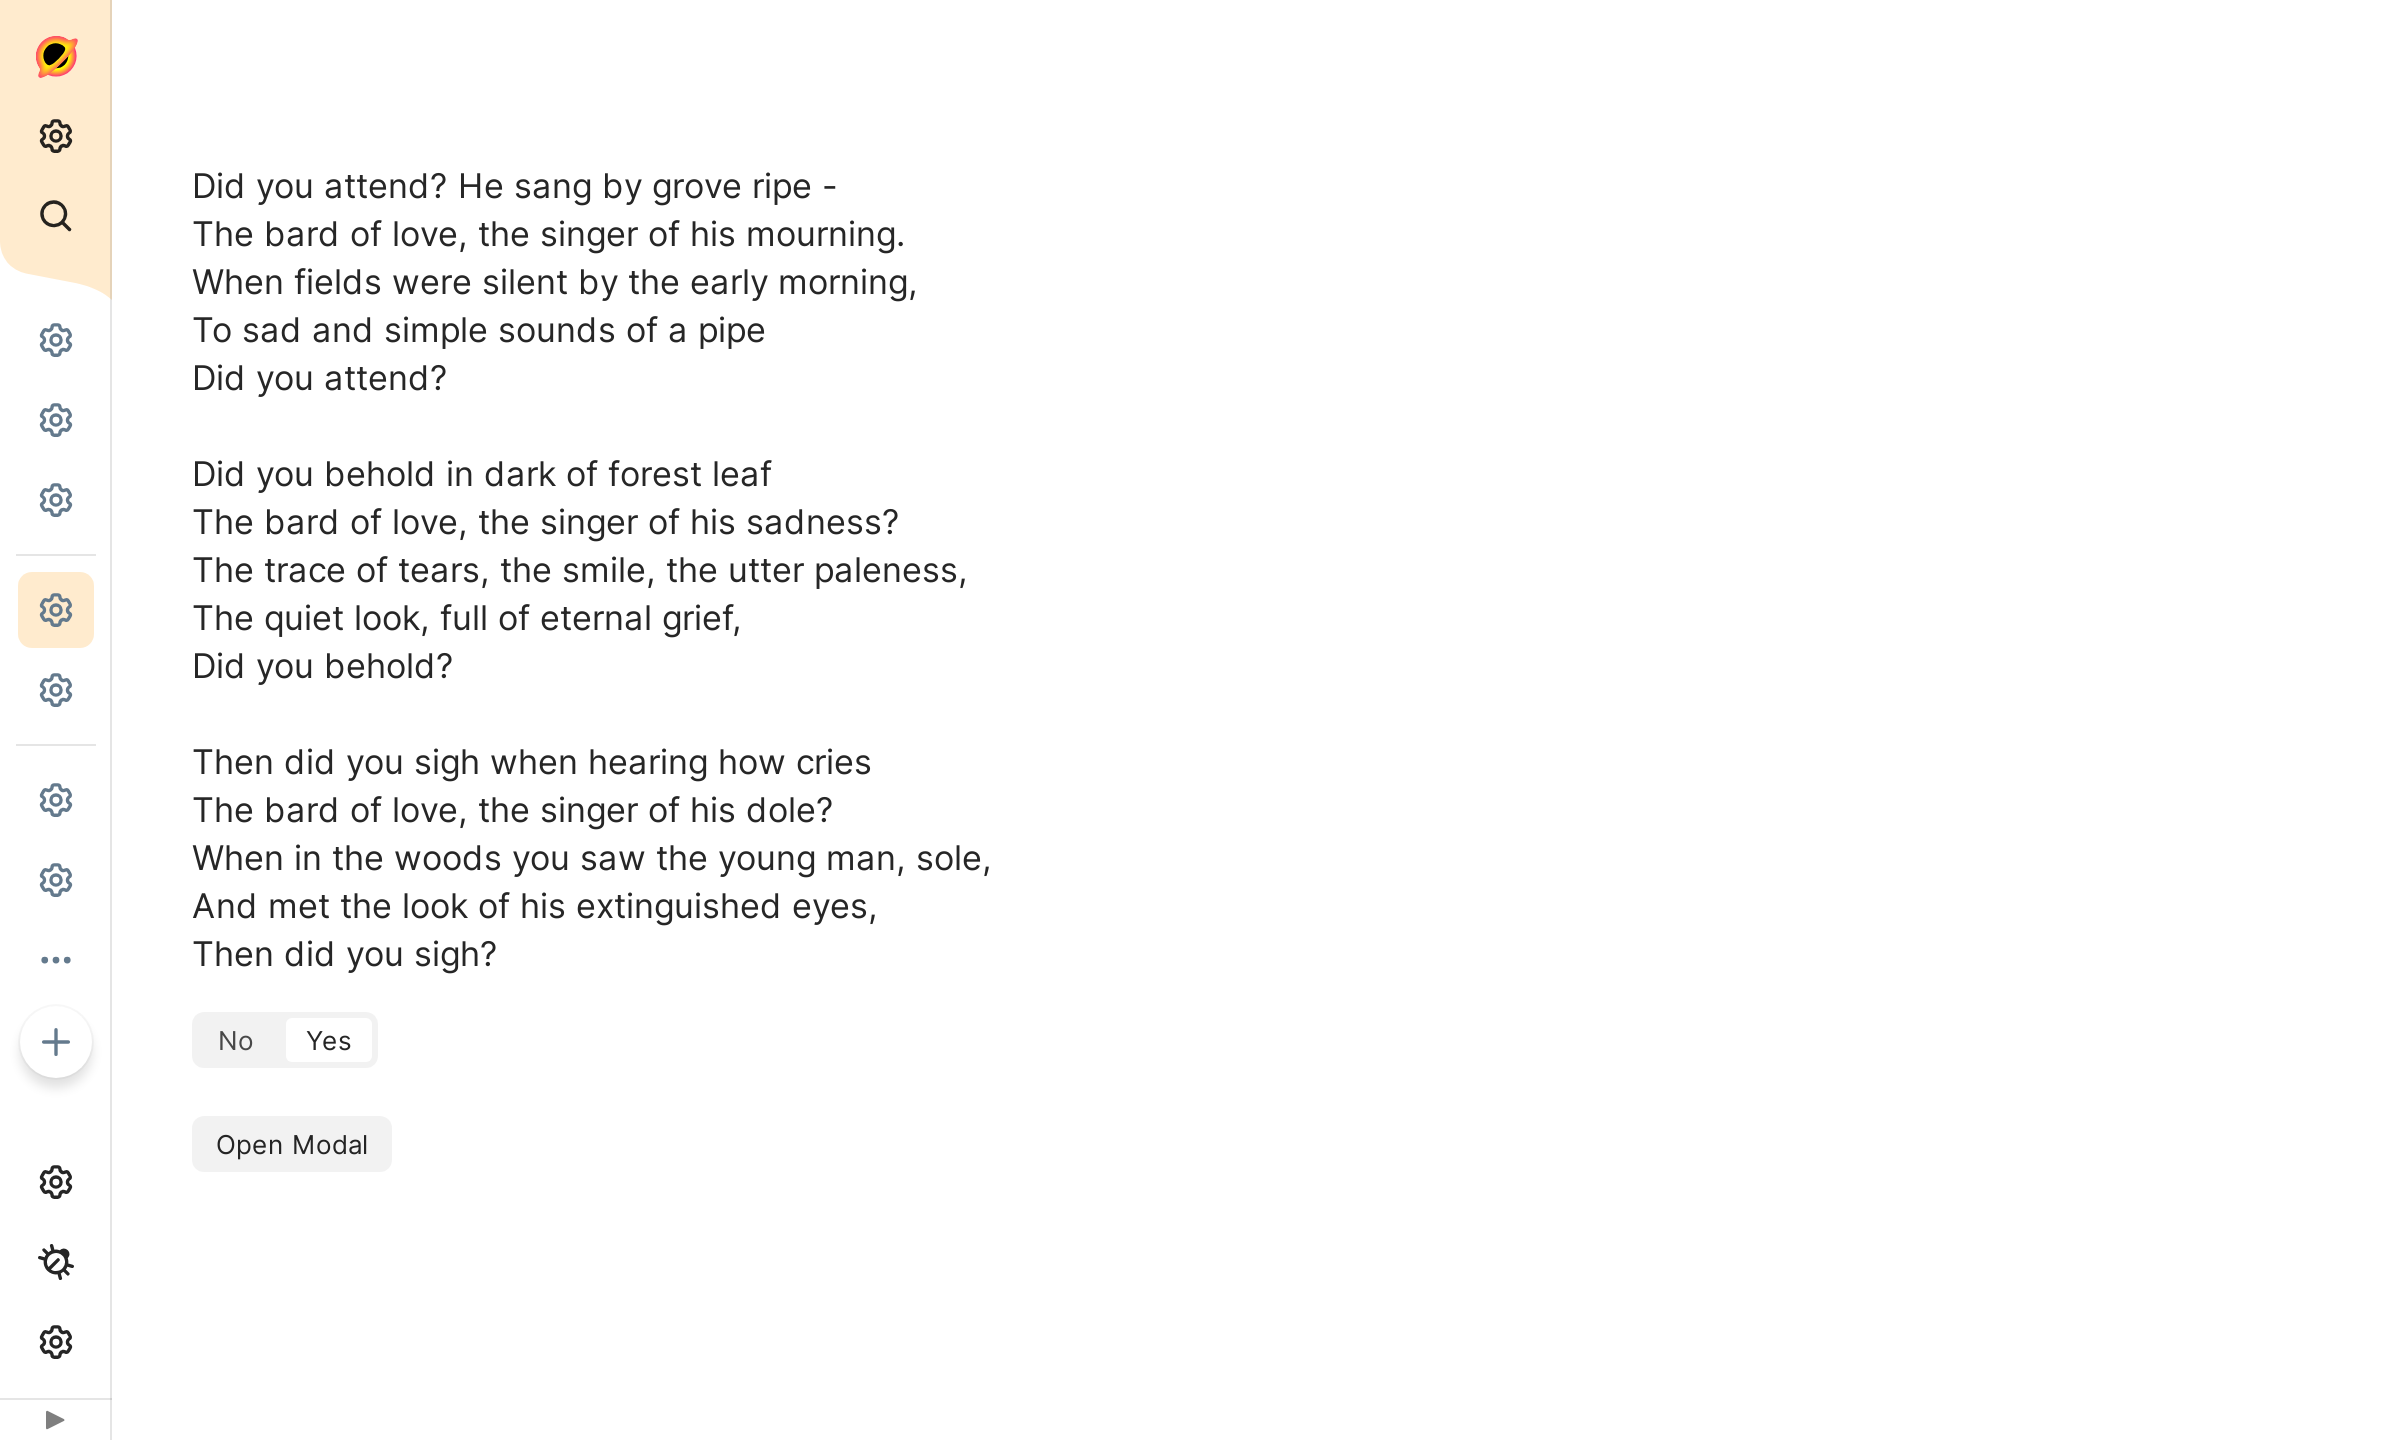 Did you attend? He sang by grove ripe -
The bard of love, the singer of his mourning.
When fields were silent by the early morning,
To sad and simple sounds of a pipe
Did you attend?

Did you behold in dark of forest leaf
The bard of love, the singer of his sadness?
The trace of tears, the smile, the utter paleness,
The quiet look, full of eternal grief,
Did you behold?

Then did you sigh when hearing how cries
The bard of love, the singer of his dole?
When in the woods you saw the young man, sole,
And met the look of his extinguished eyes,
Then did you sigh?

No Yes
Open Modal